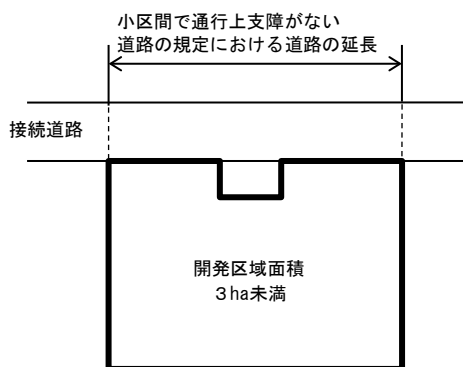 小区間で通行上支障がない
道路の規定における道路の延長
接続道路
開発区域面積
３ha未満